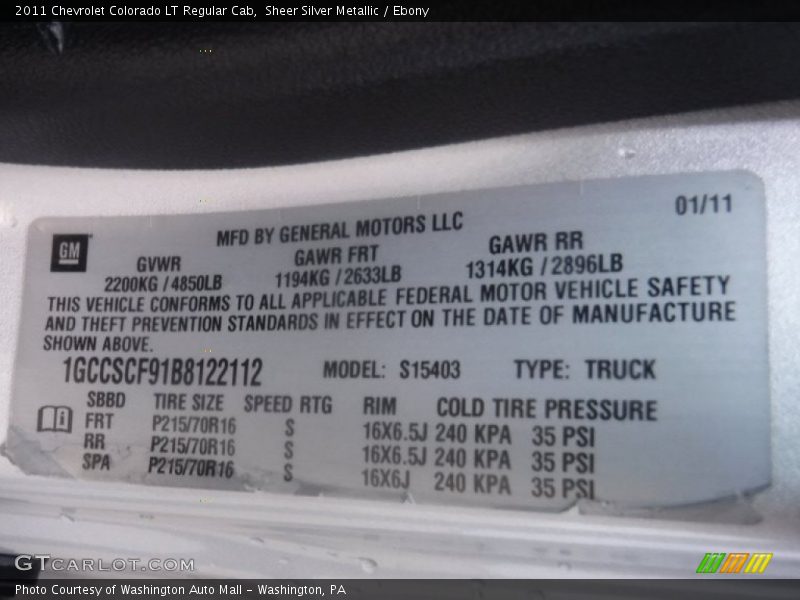 2011 Chevrolet Colorado LT Regular Cab, Sheer Silver Metallic / Ebony
01/11
GM
MFD BY GENERAL MOTORS LLC
GVWR GAWR FRT GAWR RR
2200KG / 4850LB 1194KG / 2633LB 1314KG / 2896LB
THIS VEHICLE CONFORMS TO ALL APPLICABLE FEDERAL MOTOR VEHICLE SAFETY
AND THEFT PREVENTION STANDARDS IN EFFECT ON THE DATE OF MANUFACTURE
SHOWN ABOVE.
1GCCSCF91B8122112 MODEL: S15403 TYPE: TRUCK
SBBD TIRE SIZE SPEED RTG RIM COLD TIRE PRESSURE
FRT P215/70R16 S 16X6.5J 240 KPA 35 PSI
RR P215/70R16 S 16X6.5J 240 KPA 35 PSI
SPA P215/70R16 S 16X6J 240 KPA 35 PSI
GTCARLOT.COM
Photo Courtesy of Washington Auto Mall - Washington, PA